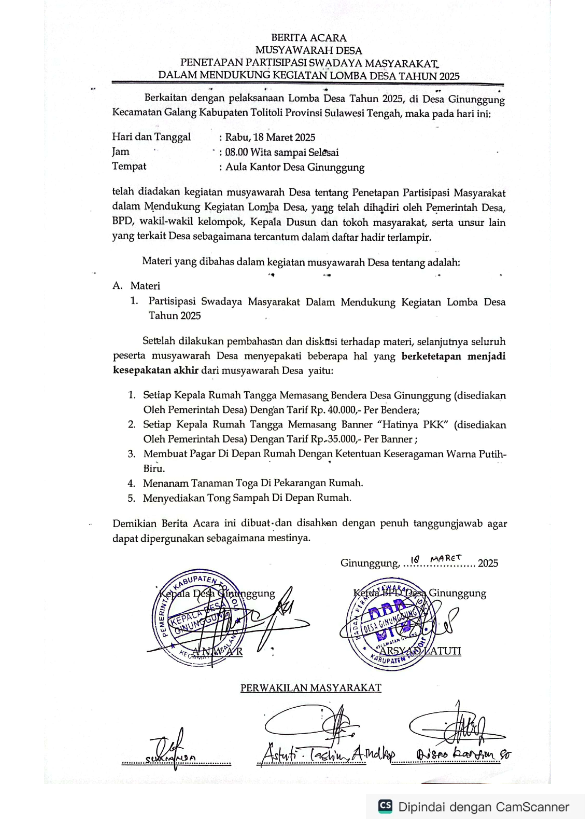 BERITA ACARA
MUSYAWARAH DESA
PENETAPAN PARTISIPASI SWADAYA MASYARAKAT
DALAM MENDUKUNG KEGIATAN LOMBA DESA TAHUN 2025
Berkaitan dengan pelaksanaan Lomba Desa Tahun 2025, di Desa Ginunggung
Kecamatan Galang Kabupaten Tolitoli Provinsi Sulawesi Tengah, maka pada hari ini:
Hari dan Tanggal : Rabu, 18 Maret 2025
Jam : 08.00 Wita sampai Selesai
Tempat : Aula Kantor Desa Ginunggung
telah diadakan kegiatan musyawarah Desa tentang Penetapan Partisipasi Masyarakat
dalam Mendukung Kegiatan Lomba Desa, yang telah dihadiri oleh Pemerintah Desa,
BPD, wakil-wakil kelompok, Kepala Dusun dan tokoh masyarakat, serta unsur lain
yang terkait Desa sebagaimana tercantum dalam daftar hadir terlampir.
Materi yang dibahas dalam kegiatan musyawarah Desa tentang adalah:
A. Materi
1. Partisipasi Swadaya Masyarakat Dalam Mendukung Kegiatan Lomba Desa
Tahun 2025
Setelah dilakukan pembahasan dan diskusi terhadap materi, selanjutnya seluruh
peserta musyawarah Desa menyepakati beberapa hal yang berketetapan menjadi
kesepakatan akhir dari musyawarah Desa yaitu:
1. Setiap Kepala Rumah Tangga Memasang Bendera Desa Ginunggung (disediakan
Oleh Pemerintah Desa) Dengan Tarif Rp. 40.000,- Per Bendera;
2. Setiap Kepala Rumah Tangga Memasang Banner “Hatinya PKK” (disediakan
Oleh Pemerintah Desa) Dengan Tarif Rp. 35.000,- Per Banner ;
3. Membuat Pagar Di Depan Rumah Dengan Ketentuan Keseragaman Warna Putih-
Biru.
4. Menanam Tanaman Toga Di Pekarangan Rumah.
5. Menyediakan Tong Sampah Di Depan Rumah.
Demikian Berita Acara ini dibuat dan disahkan dengan penuh tanggungjawab agar
dapat dipergunakan sebagaimana mestinya.
Ginunggung, 18 MARET 2025
Kepala Desa Ginunggung
Ketua BPD Desa Ginunggung
KEPALA DESA
GINUNGGUNG
DESA GINUNGGUNG
ANWAR
PERWAKILAN MASYARAKAT
Astuti
CS Dipindai dengan CamScanner